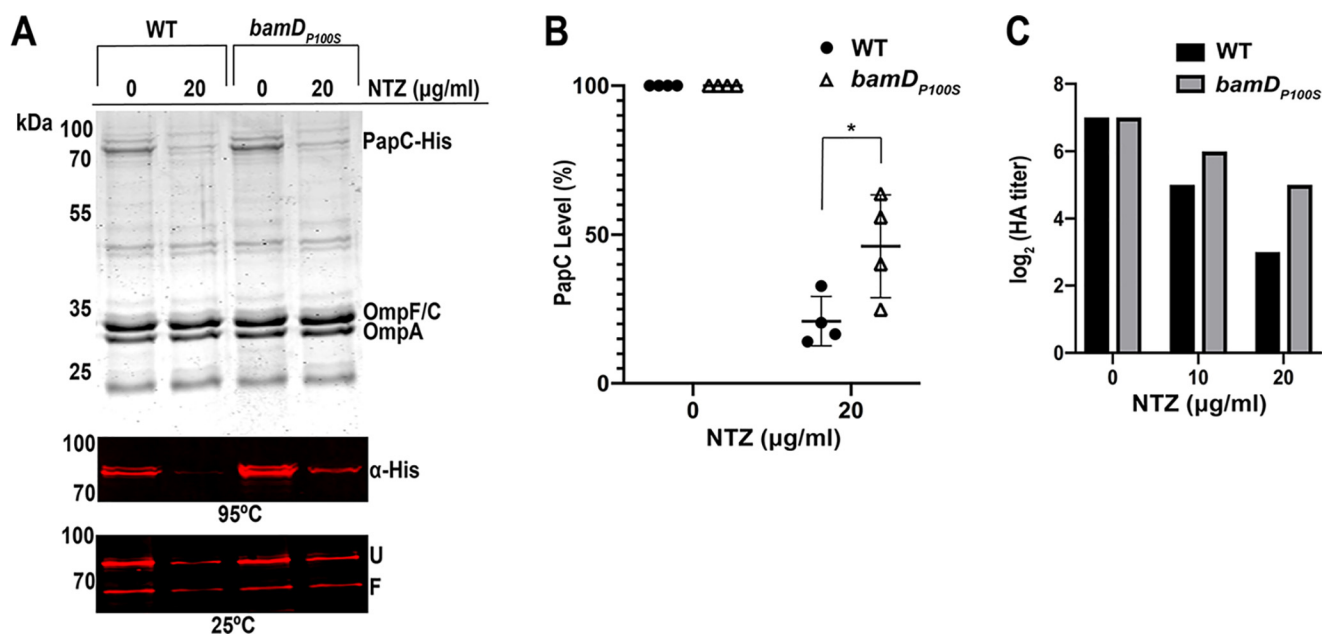 A
WT
bamD_P100S
0
20
0
20
NTZ (µg/ml)
kDa
100
70
55
35
25
PapC-His
OmpF/C
OmpA
100
70
α-His
95ºC
100
70
U
F
25ºC
B
WT
bamD_P100S
100
50
0
PapC Level (%)
*
0
20
NTZ (µg/ml)
C
WT
bamD_P100S
8
6
4
2
0
log₂ (HA titer)
0
10
20
NTZ (µg/ml)